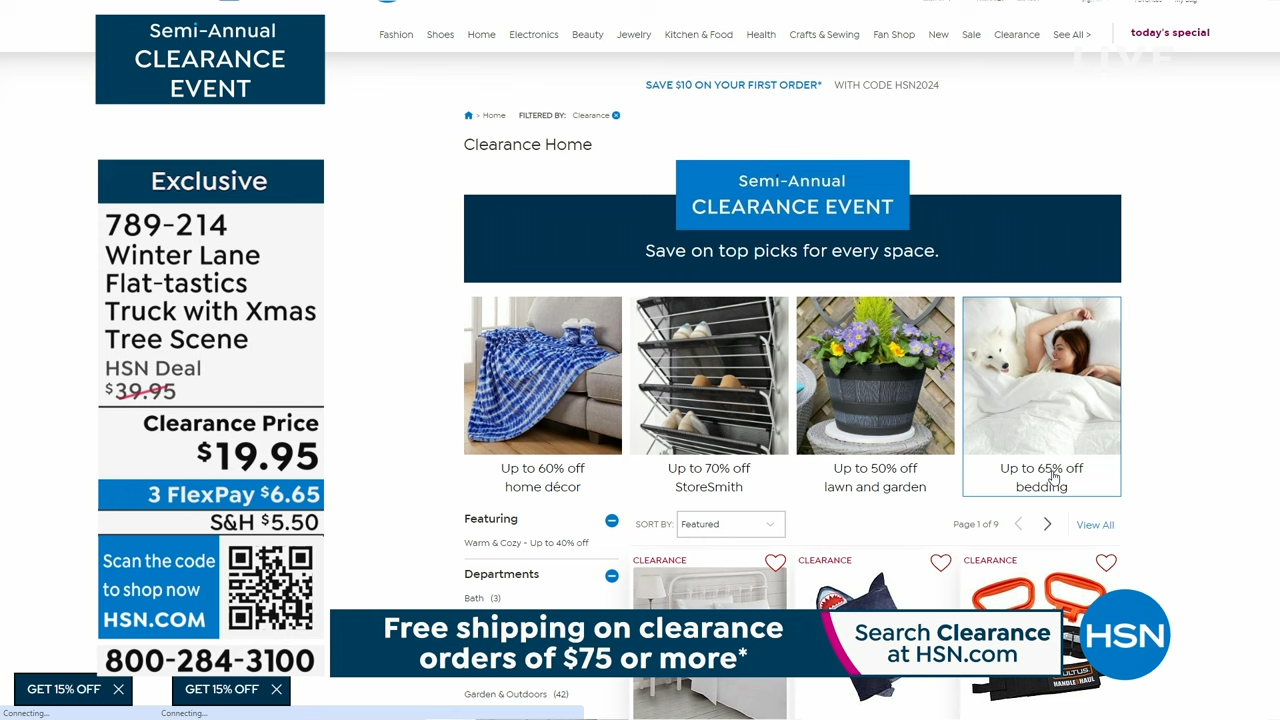 Semi-Annual
CLEARANCE
EVENT
Fashion Shoes Home Electronics Beauty Jewelry Kitchen & Food Health Crafts & Sewing Fan Shop New Sale Clearance See All > today's special
LIVE
SAVE $10 ON YOUR FIRST ORDER* WITH CODE HSN2024
> Home FILTERED BY: Clearance
Clearance Home
Semi-Annual
CLEARANCE EVENT
Save on top picks for every space.
Exclusive
789-214
Winter Lane
Flat-tastics
Truck with Xmas
Tree Scene
HSN Deal
$39.95
Clearance Price
$19.95
3 FlexPay $6.65
S&H $5.50
Scan the code
to shop now
HSN.COM
800-284-3100
Up to 60% off
home décor
Up to 70% off
StoreSmith
Up to 50% off
lawn and garden
Up to 65% off
bedding
Featuring
Warm & Cozy - Up to 40% off
Departments
Bath (3)
Garden & Outdoors (42)
SORT BY: Featured
Page 1 of 9 View All
CLEARANCE CLEARANCE CLEARANCE
HANDLE HAUL
Free shipping on clearance
orders of $75 or more*
Search Clearance
at HSN.com
HSN
GET 15% OFF GET 15% OFF
Connecting... Connecting...